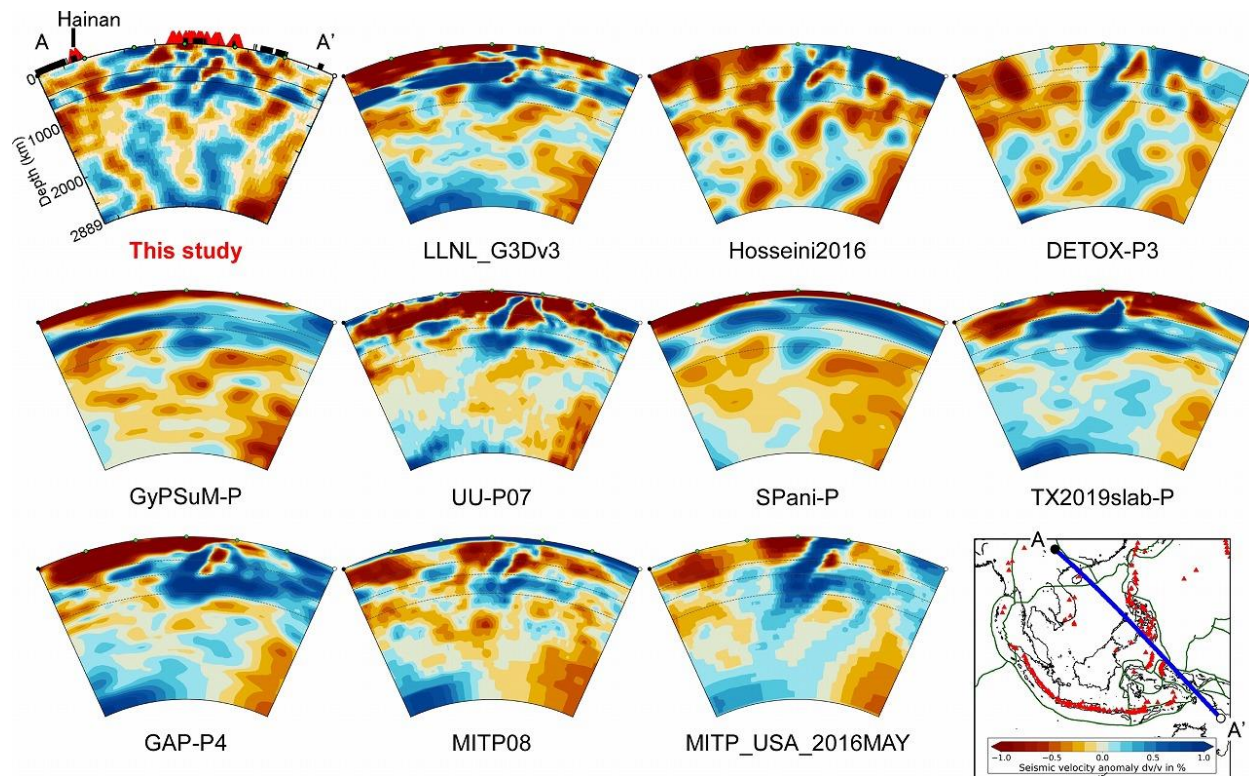 Hainan
A
A'
0
1000
2000
2889
Depth (km)
This study
LLNL_G3Dv3
Hosseini2016
DETOX-P3
GyPSuM-P
UU-P07
SPani-P
TX2019slab-P
GAP-P4
MITP08
MITP_USA_2016MAY
A
A'
−1.0 −0.5 0.0 0.5 1.0
Seismic velocity anomaly dv/v in %